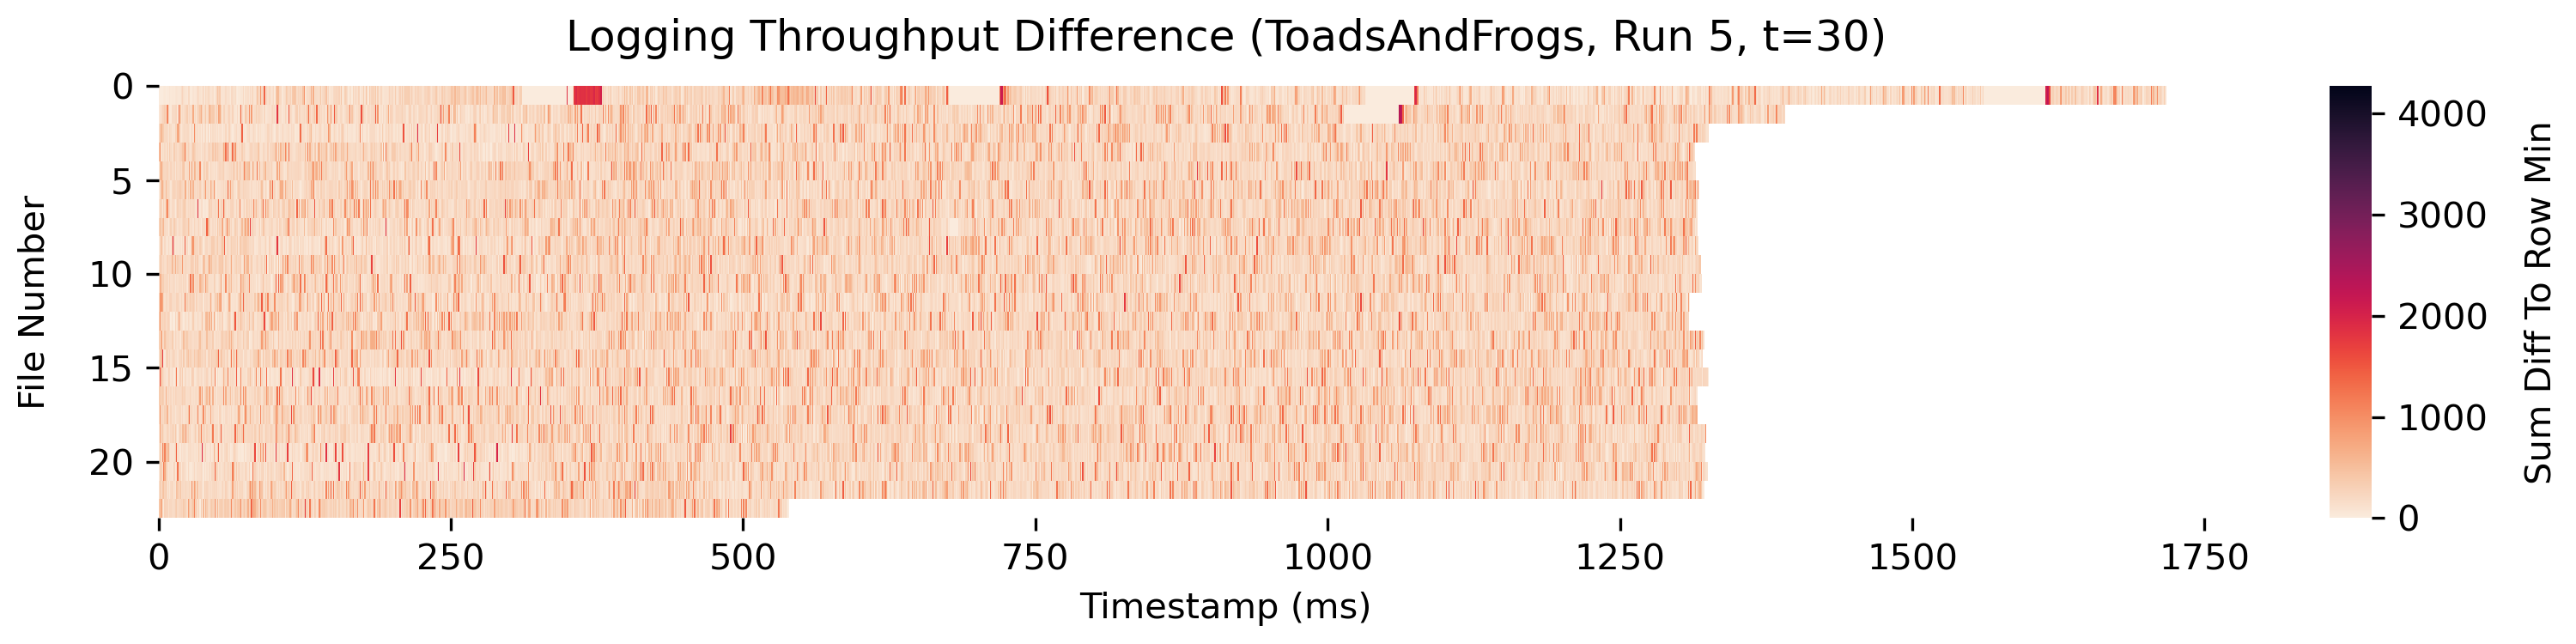 Logging Throughput Difference (ToadsAndFrogs, Run 5, t=30)
File Number
0
5
10
15
20
0 250 500 750 1000 1250 1500 1750
Timestamp (ms)
4000
3000
2000
1000
0
Sum Diff To Row Min